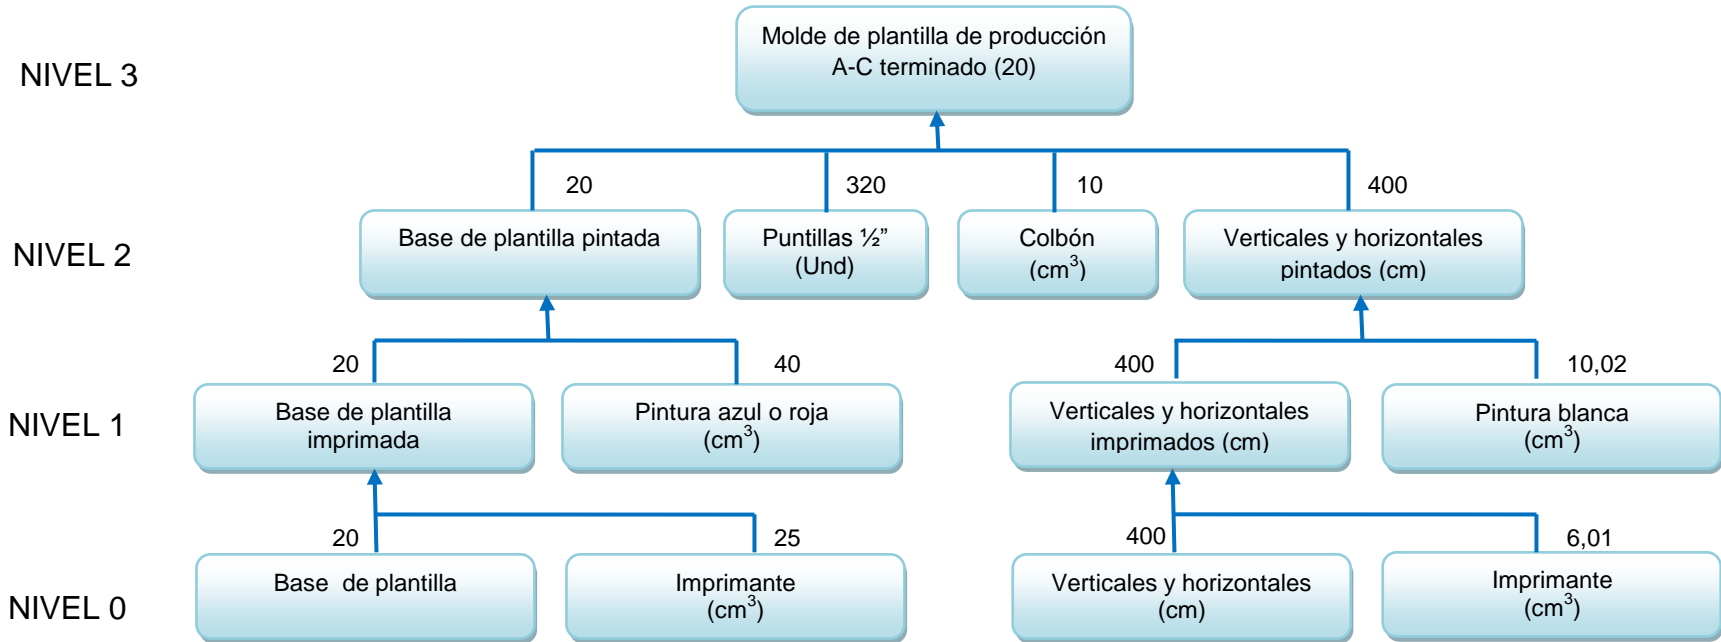 NIVEL 3
Molde de plantilla de producción
A-C terminado (20)
20
320
10
400
NIVEL 2
Base de plantilla pintada
Puntillas ½”
(Und)
Colbón
(cm³)
Verticales y horizontales
pintados (cm)
20
40
400
10,02
NIVEL 1
Base de plantilla
imprimada
Pintura azul o roja
(cm³)
Verticales y horizontales
imprimados (cm)
Pintura blanca
(cm³)
20
25
400
6,01
NIVEL 0
Base de plantilla
Imprimante
(cm³)
Verticales y horizontales
(cm)
Imprimante
(cm³)